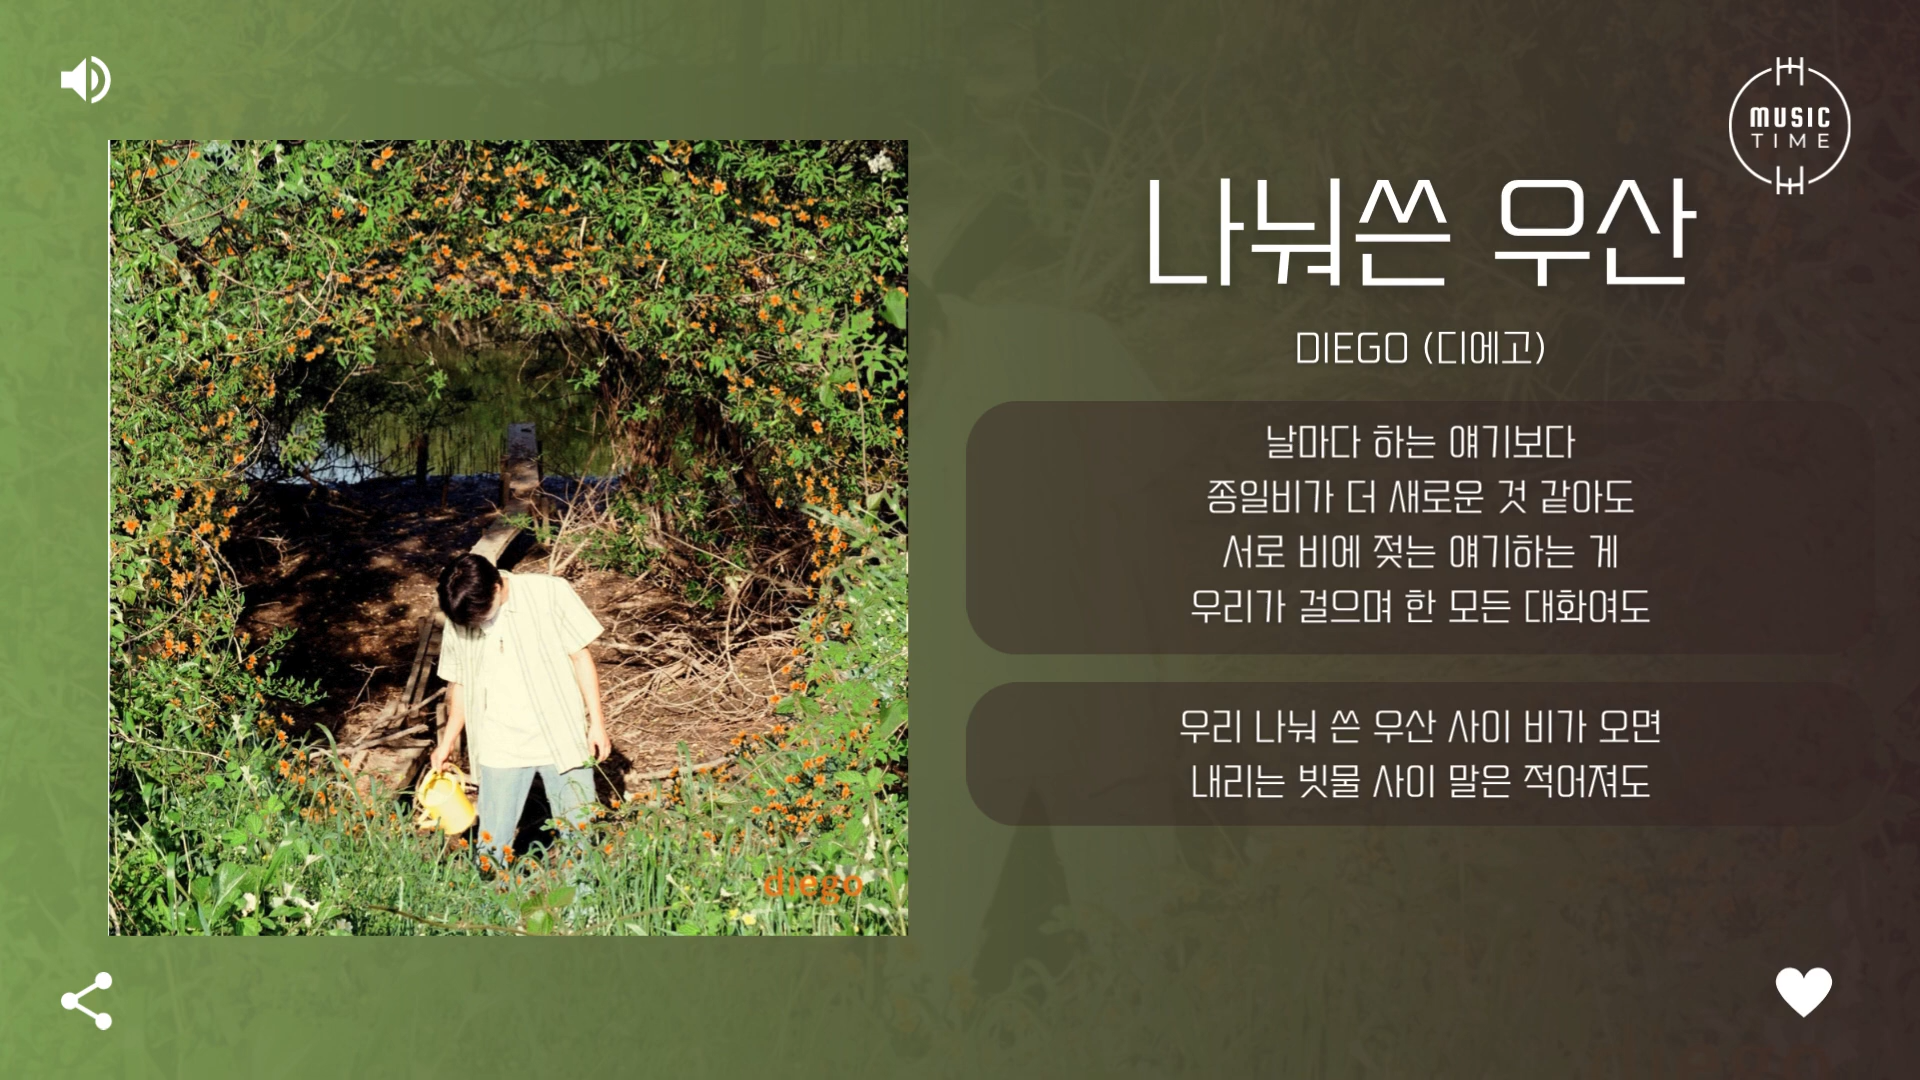 MUSIC
TIME
나눠쓴 우산
DIEGO (디에고)
날마다 하는 얘기보다
종일비가 더 새로운 것 같아도
서로 비에 젖는 얘기하는 게
우리가 걸으며 한 모든 대화여도
우리 나눠 쓴 우산 사이 비가 오면
내리는 빗물 사이 말은 적어져도
diego